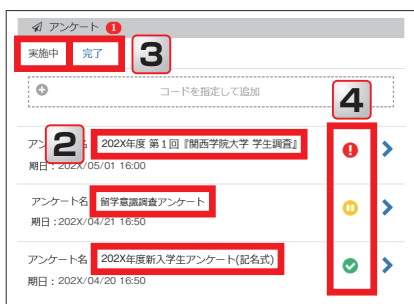 アンケート 1
実施中 完了 3
コードを指定して追加
4
2
アンケート名 202X年度 第1回『関西学院大学 学生調査』
期日：202X/05/01 16:00
アンケート名 留学意識調査アンケート
期日：202X/04/21 16:50
アンケート名 202X年度新入学生アンケート(記名式)
期日：202X/04/20 16:50